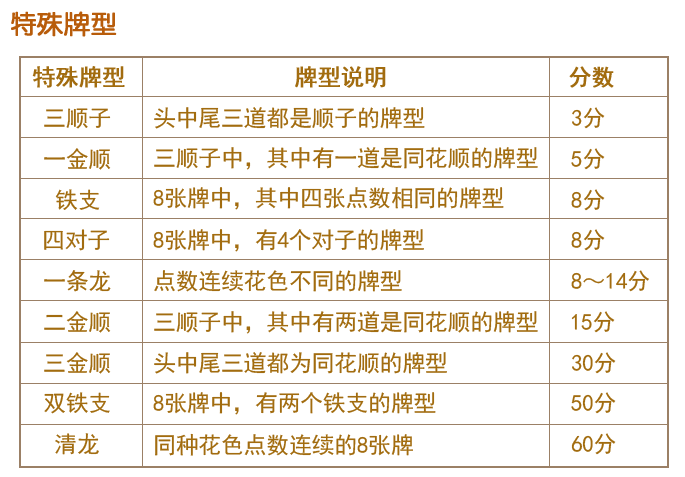 特殊牌型
特殊牌型 牌型说明 分数
三顺子 头中尾三道都是顺子的牌型 3分
一金顺 三顺子中，其中有一道是同花顺的牌型 5分
铁支 8张牌中，其中四张点数相同的牌型 8分
四对子 8张牌中，有4个对子的牌型 8分
一条龙 点数连续花色不同的牌型 8～14分
二金顺 三顺子中，其中有两道是同花顺的牌型 15分
三金顺 头中尾三道都为同花顺的牌型 30分
双铁支 8张牌中，有两个铁支的牌型 50分
清龙 同种花色点数连续的8张牌 60分